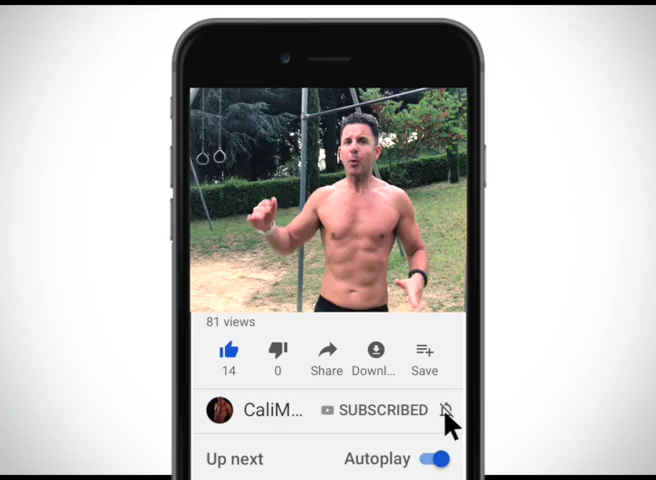 81 views
14 0 Share Downl... Save
CaliM... SUBSCRIBED
Up next Autoplay